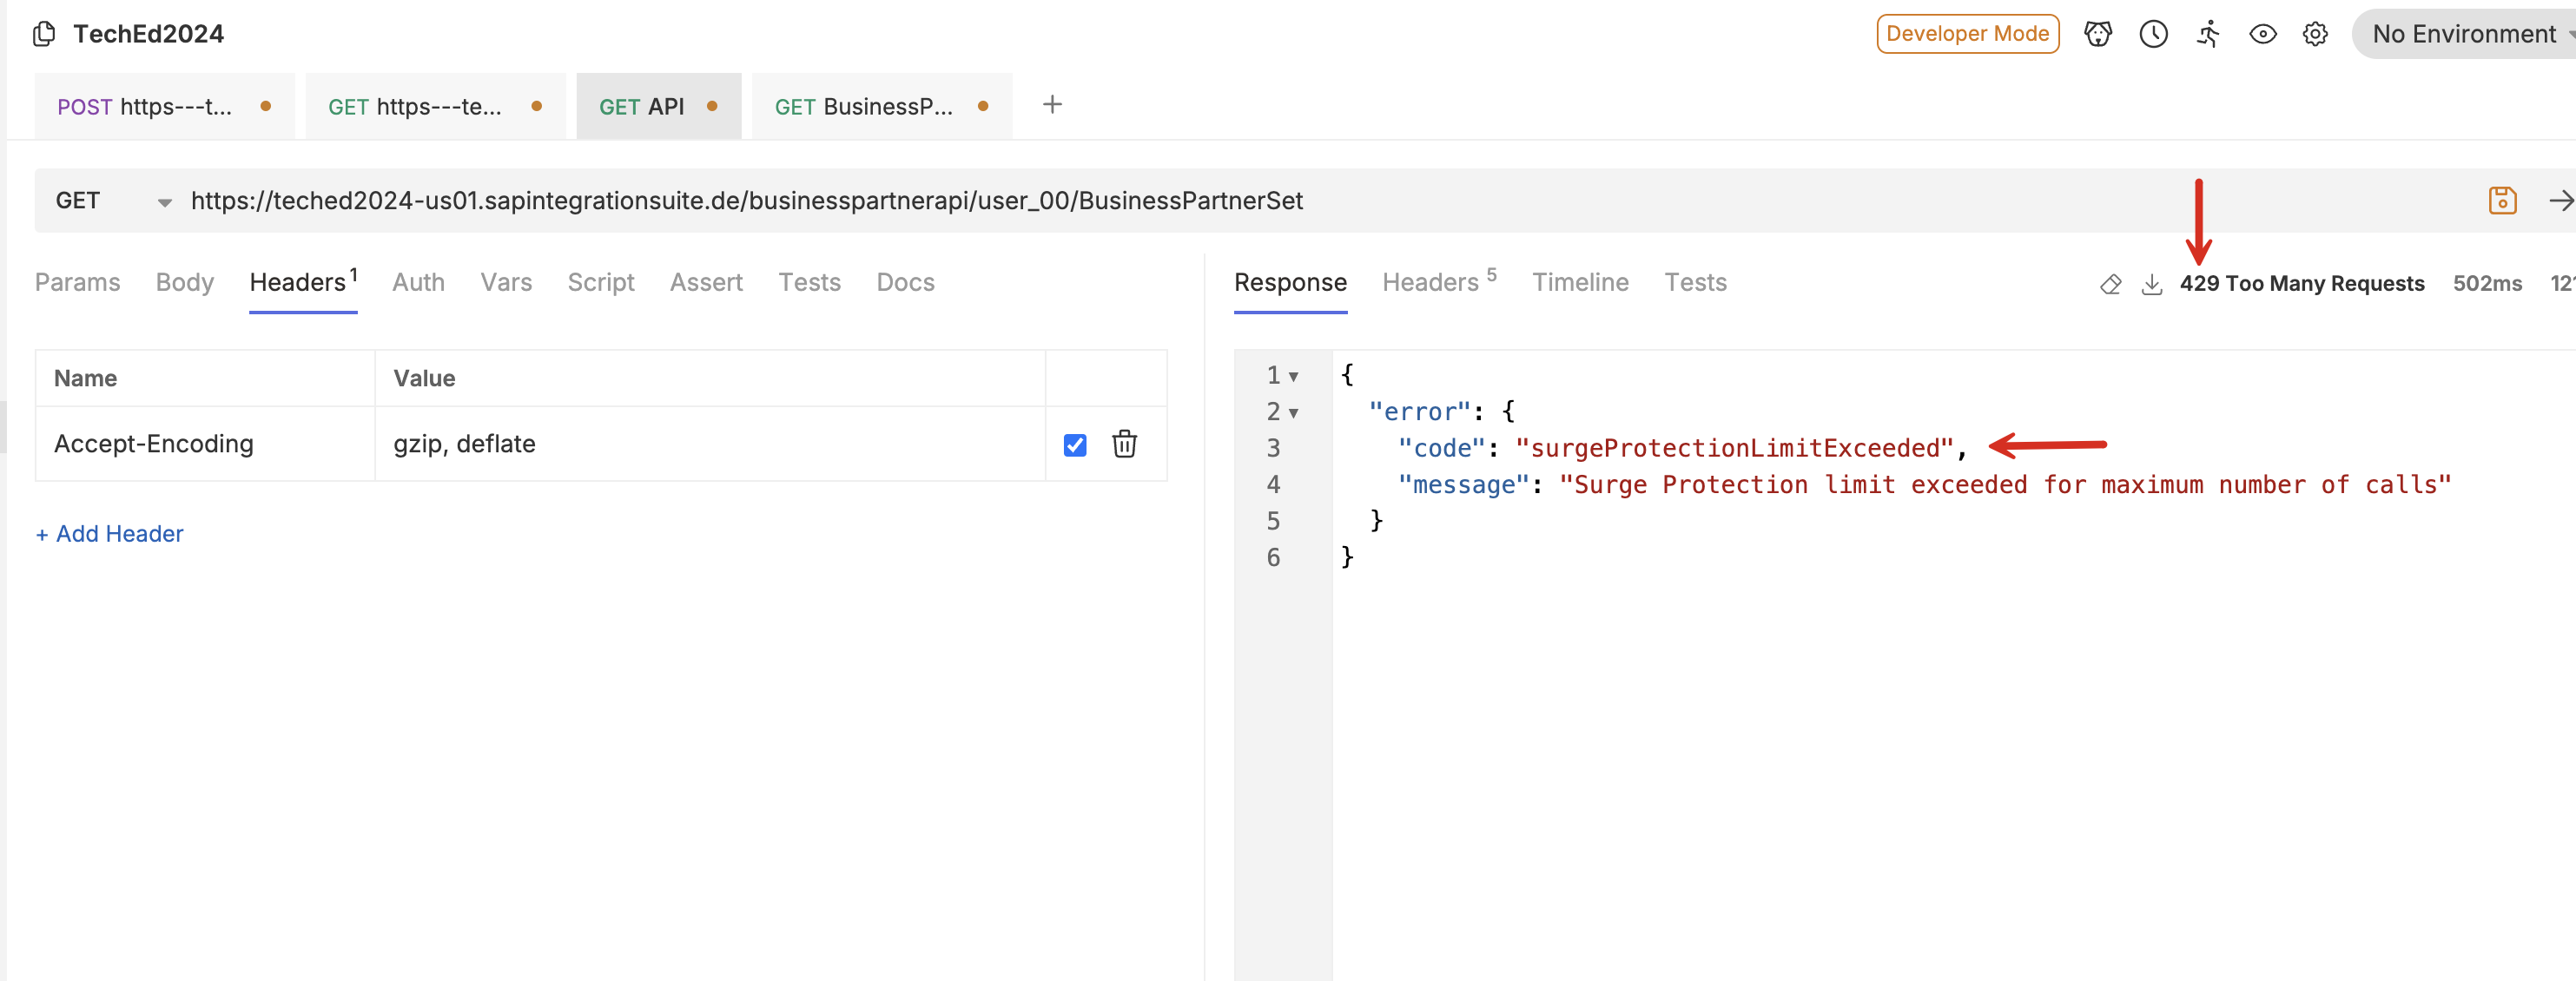 TechEd2024
Developer Mode
No Environment
POST https---t...
GET https---te...
GET API
GET BusinessP...
+
GET
https://teched2024-us01.sapintegrationsuite.de/businesspartnerapi/user_00/BusinessPartnerSet
Params Body Headers 1 Auth Vars Script Assert Tests Docs
Name Value
Accept-Encoding gzip, deflate
+ Add Header
Response Headers 5 Timeline Tests
429 Too Many Requests 502ms
1 {
2 "error": {
3 "code": "surgeProtectionLimitExceeded",
4 "message": "Surge Protection limit exceeded for maximum number of calls"
5 }
6 }